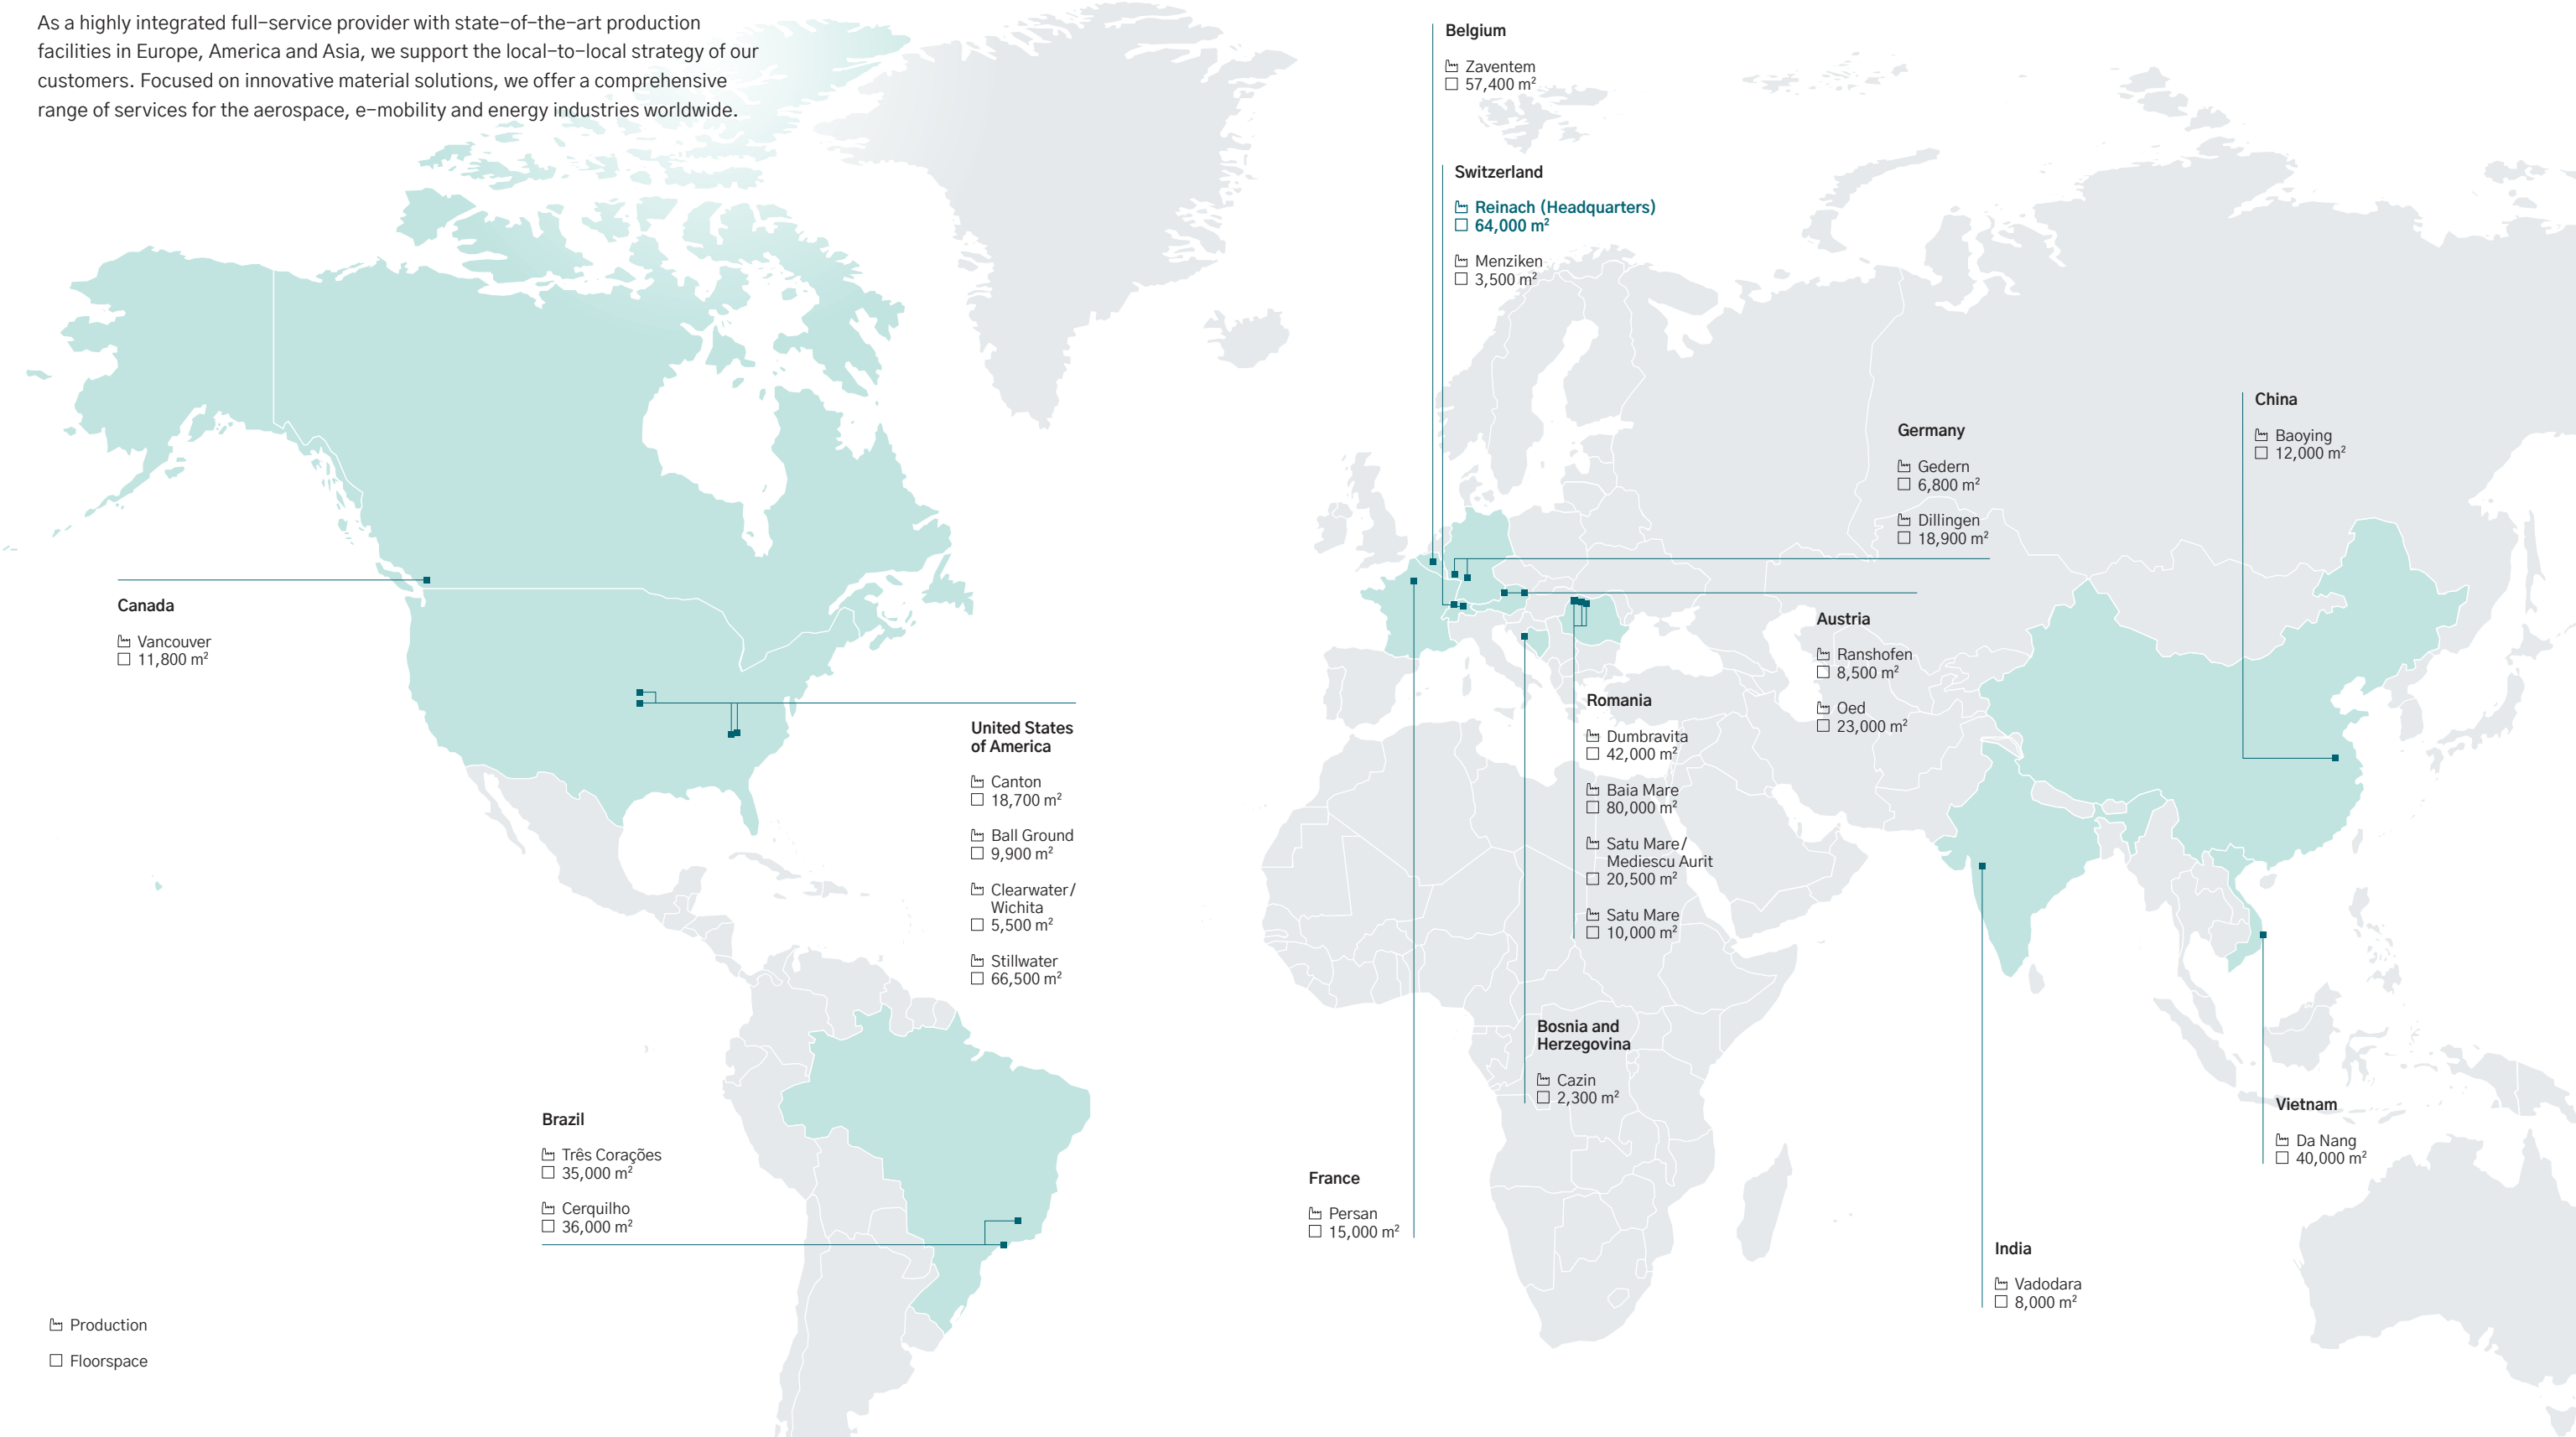 As a highly integrated full-service provider with state-of-the-art production
facilities in Europe, America and Asia, we support the local-to-local strategy of our
customers. Focused on innovative material solutions, we offer a comprehensive
range of services for the aerospace, e-mobility and energy industries worldwide.
Belgium
Zaventem
57,400 m²
Switzerland
Reinach (Headquarters)
64,000 m²
Menziken
3,500 m²
China
Baoying
12,000 m²
Germany
Gedern
6,800 m²
Dillingen
18,900 m²
Canada
Vancouver
11,800 m²
Austria
Ranshofen
8,500 m²
Oed
23,000 m²
Romania
Dumbravita
42,000 m²
Baia Mare
80,000 m²
Satu Mare/
Mediescu Aurit
20,500 m²
Satu Mare
10,000 m²
United States
of America
Canton
18,700 m²
Ball Ground
9,900 m²
Clearwater/
Wichita
5,500 m²
Stillwater
66,500 m²
Bosnia and
Herzegovina
Cazin
2,300 m²
Brazil
Três Corações
35,000 m²
Cerquilho
36,000 m²
France
Persan
15,000 m²
Vietnam
Da Nang
40,000 m²
India
Vadodara
8,000 m²
Production
Floorspace